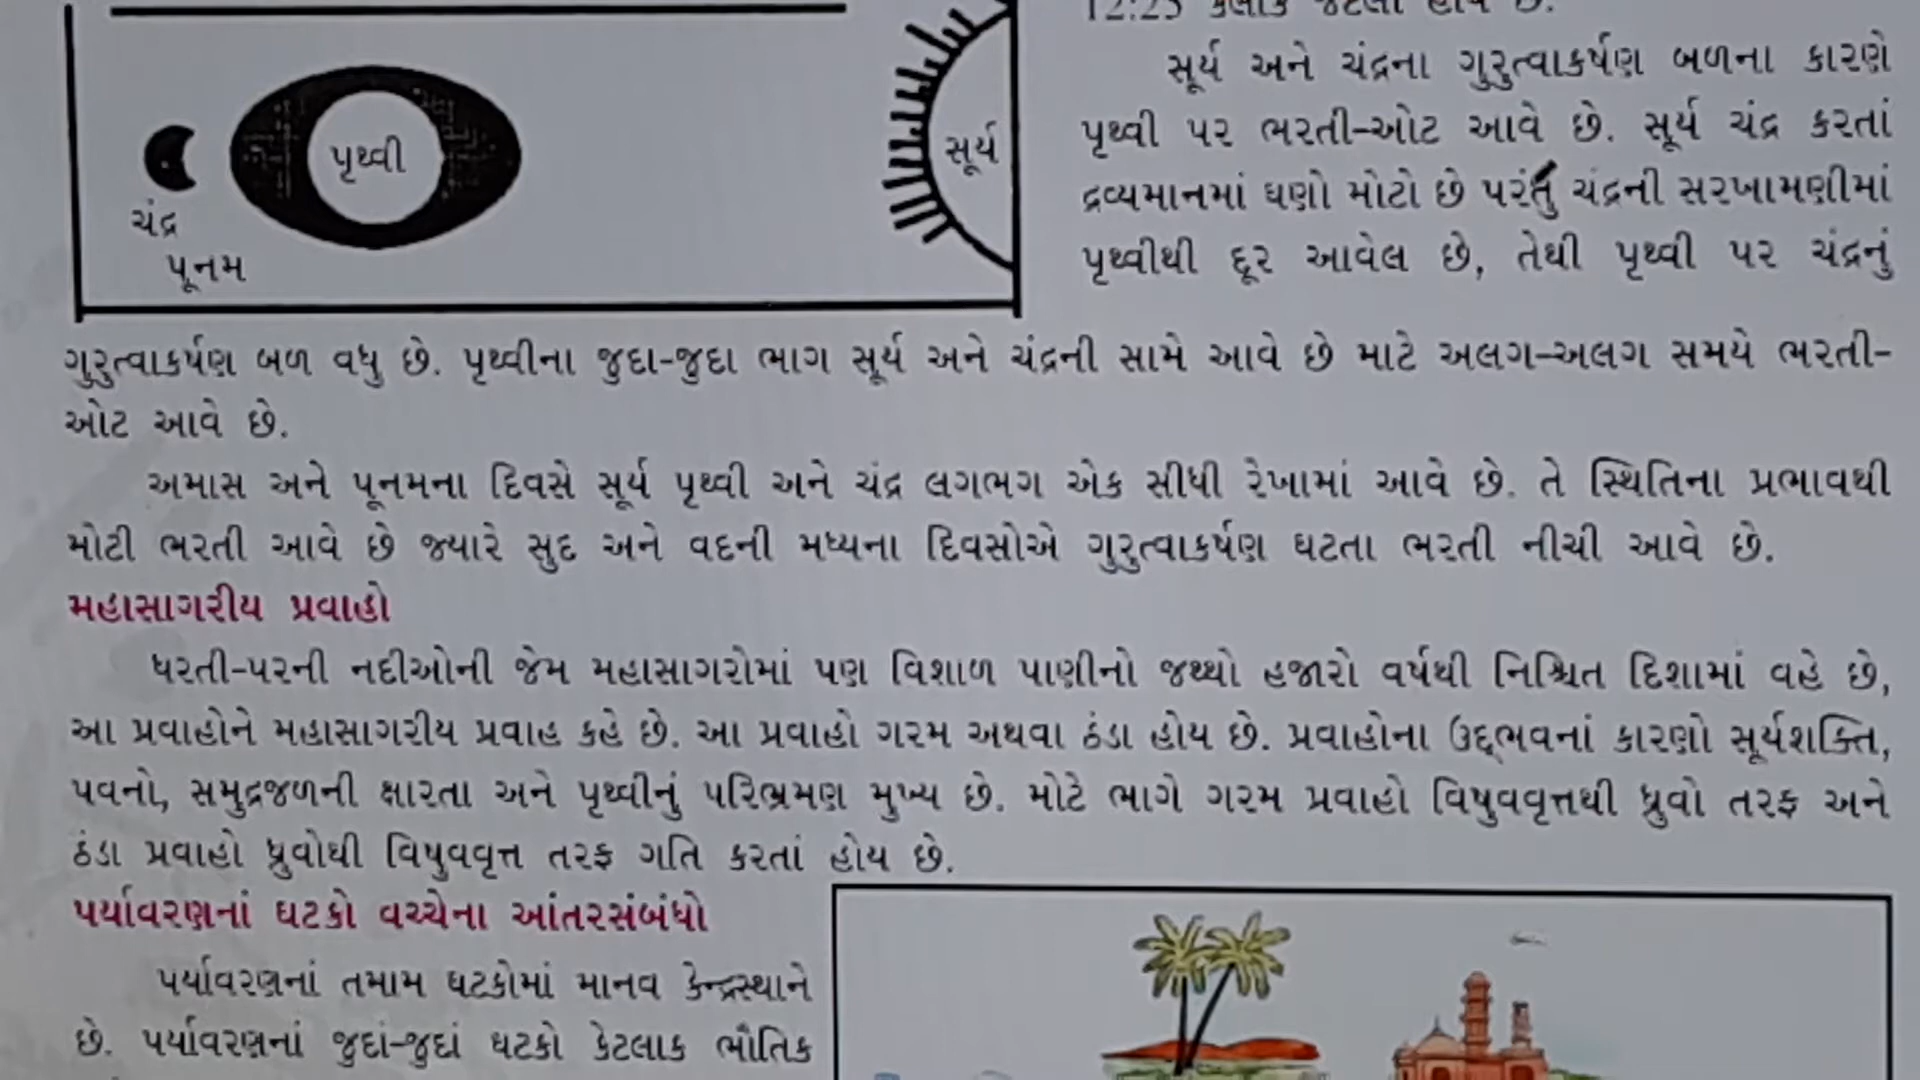 12:25 કલાક જેટલો હોય છે.
સૂર્ય અને ચંદ્રના ગુરુત્વાકર્ષણ બળના કારણે
પૃથ્વી પર ભરતી-ઓટ આવે છે. સૂર્ય ચંદ્ર કરતાં
દ્રવ્યમાનમાં ઘણો મોટો છે પરંતુ ચંદ્રની સરખામણીમાં
પૃથ્વીથી દૂર આવેલ છે, તેથી પૃથ્વી પર ચંદ્રનું
પૃથ્વી
સૂર્ય
ચંદ્ર
પૂનમ
ગુરુત્વાકર્ષણ બળ વધુ છે. પૃથ્વીના જુદા-જુદા ભાગ સૂર્ય અને ચંદ્રની સામે આવે છે માટે અલગ-અલગ સમયે ભરતી-
ઓટ આવે છે.
અમાસ અને પૂનમના દિવસે સૂર્ય પૃથ્વી અને ચંદ્ર લગભગ એક સીધી રેખામાં આવે છે. તે સ્થિતિના પ્રભાવથી
મોટી ભરતી આવે છે જ્યારે સુદ અને વદની મધ્યના દિવસોએ ગુરુત્વાકર્ષણ ઘટતા ભરતી નીચી આવે છે.
મહાસાગરીય પ્રવાહો
ધરતી-પરની નદીઓની જેમ મહાસાગરોમાં પણ વિશાળ પાણીનો જથ્થો હજારો વર્ષથી નિશ્ચિત દિશામાં વહે છે,
આ પ્રવાહોને મહાસાગરીય પ્રવાહ કહે છે. આ પ્રવાહો ગરમ અથવા ઠંડા હોય છે. પ્રવાહોના ઉદ્દભવનાં કારણો સૂર્યશક્તિ,
પવનો, સમુદ્રજળની ક્ષારતા અને પૃથ્વીનું પરિભ્રમણ મુખ્ય છે. મોટે ભાગે ગરમ પ્રવાહો વિષુવવૃત્તથી ધ્રુવો તરફ અને
ઠંડા પ્રવાહો ધ્રુવોથી વિષુવવૃત્ત તરફ ગતિ કરતાં હોય છે.
પર્યાવરણનાં ઘટકો વચ્ચેના આંતરસંબંધો
પર્યાવરણનાં તમામ ઘટકોમાં માનવ કેન્દ્રસ્થાને
છે. પર્યાવરણનાં જુદાં-જુદાં ઘટકો કેટલાક ભૌતિક